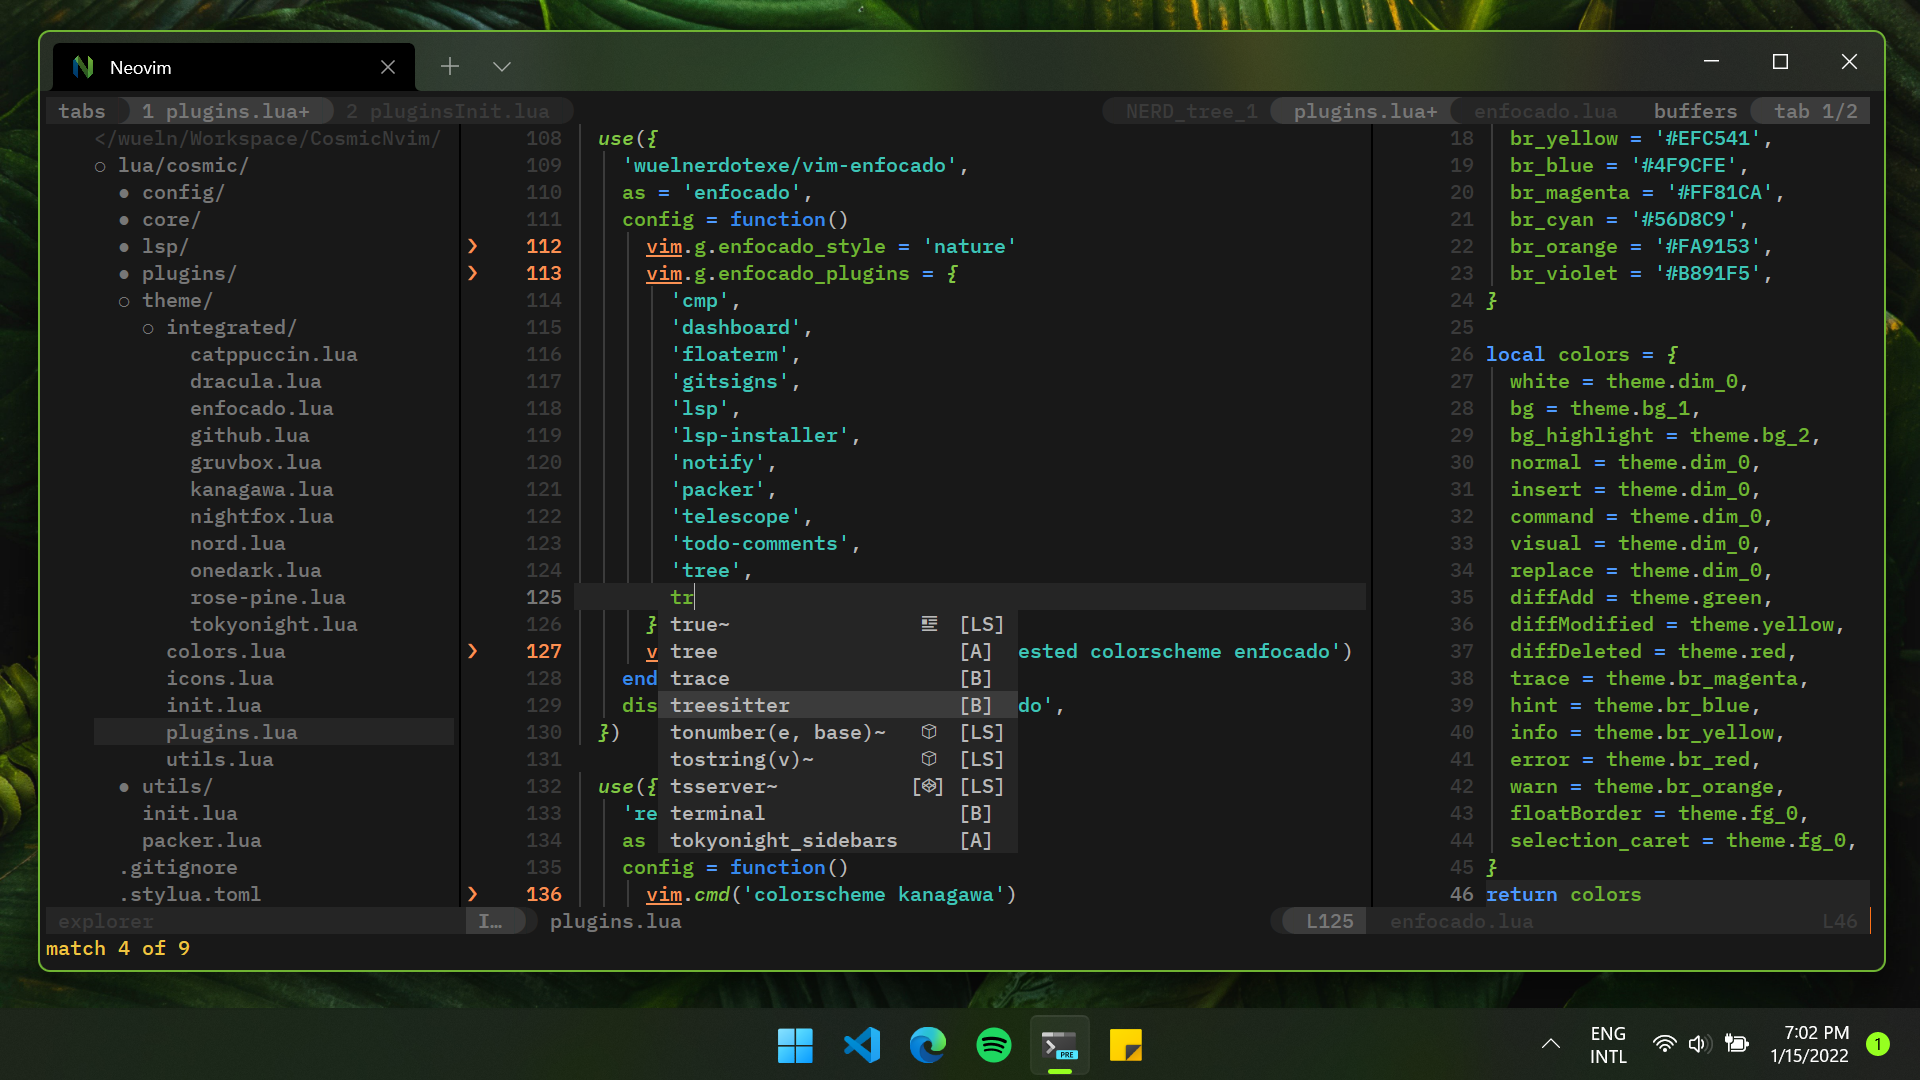 Neovim
tabs 1 plugins.lua+ 2 pluginsInit.lua
NERD_tree_1 plugins.lua+ enfocado.lua buffers tab 1/2
</wueln/Workspace/CosmicNvim/
○ lua/cosmic/
● config/
● core/
● lsp/
● plugins/
○ theme/
○ integrated/
catppuccin.lua
dracula.lua
enfocado.lua
github.lua
gruvbox.lua
kanagawa.lua
nightfox.lua
nord.lua
onedark.lua
rose-pine.lua
tokyonight.lua
colors.lua
icons.lua
init.lua
plugins.lua
utils.lua
● utils/
init.lua
packer.lua
.gitignore
.stylua.toml
explorer
108 use({
109 'wuelnerdotexe/vim-enfocado',
110 as = 'enfocado',
111 config = function()
❯ 112 vim.g.enfocado_style = 'nature'
❯ 113 vim.g.enfocado_plugins = {
114 'cmp',
115 'dashboard',
116 'floaterm',
117 'gitsigns',
118 'lsp',
119 'lsp-installer',
120 'notify',
121 'packer',
122 'telescope',
123 'todo-comments',
124 'tree',
125 tr
126 }
❯ 127 v ested colorscheme enfocado')
128 end
129 dis do',
130 })
131
132 use({
133 're
134 as
135 config = function()
❯ 136 vim.cmd('colorscheme kanagawa')
true~ [LS]
tree [A]
trace [B]
treesitter [B]
tonumber(e, base)~ [LS]
tostring(v)~ [LS]
tsserver~ [LS]
terminal [B]
tokyonight_sidebars [A]
I… plugins.lua L125
18 br_yellow = '#EFC541',
19 br_blue = '#4F9CFE',
20 br_magenta = '#FF81CA',
21 br_cyan = '#56D8C9',
22 br_orange = '#FA9153',
23 br_violet = '#B891F5',
24 }
25
26 local colors = {
27 white = theme.dim_0,
28 bg = theme.bg_1,
29 bg_highlight = theme.bg_2,
30 normal = theme.dim_0,
31 insert = theme.dim_0,
32 command = theme.dim_0,
33 visual = theme.dim_0,
34 replace = theme.dim_0,
35 diffAdd = theme.green,
36 diffModified = theme.yellow,
37 diffDeleted = theme.red,
38 trace = theme.br_magenta,
39 hint = theme.br_blue,
40 info = theme.br_yellow,
41 error = theme.br_red,
42 warn = theme.br_orange,
43 floatBorder = theme.fg_0,
44 selection_caret = theme.fg_0,
45 }
46 return colors
enfocado.lua L46
match 4 of 9
PRE
ENG
INTL
7:02 PM
1/15/2022
1